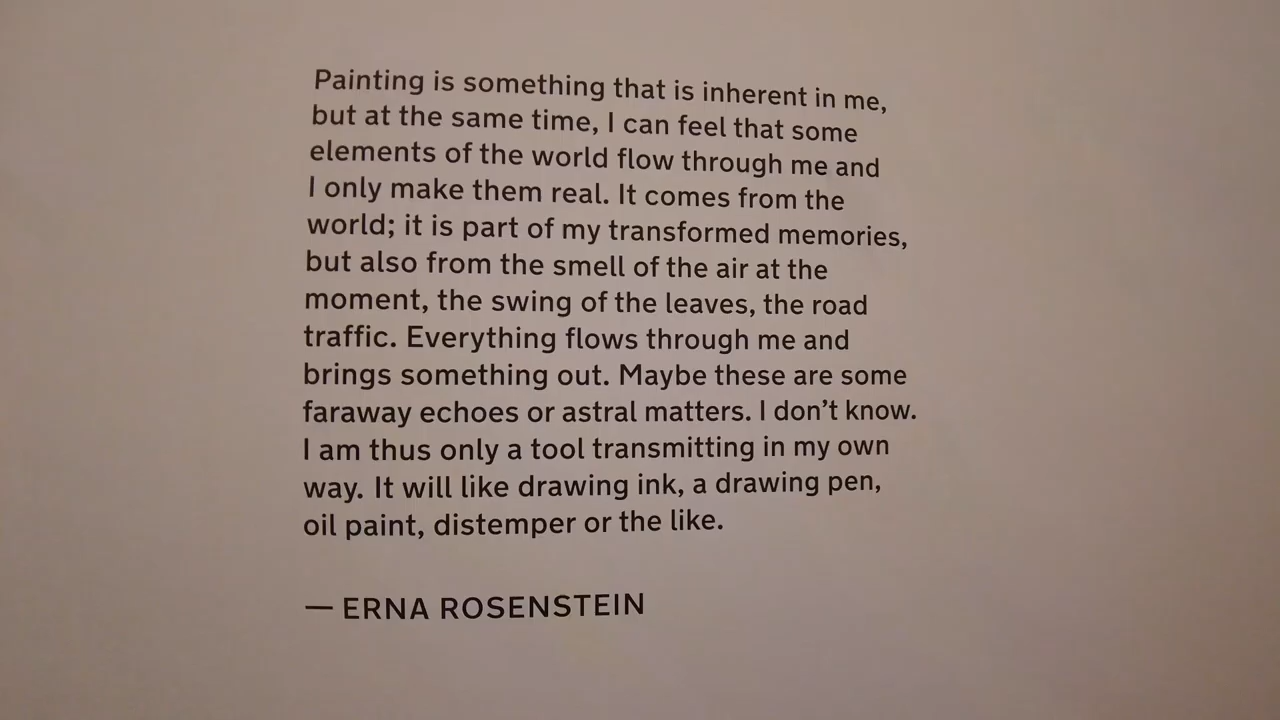 Painting is something that is inherent in me,
but at the same time, I can feel that some
elements of the world flow through me and
I only make them real. It comes from the
world; it is part of my transformed memories,
but also from the smell of the air at the
moment, the swing of the leaves, the road
traffic. Everything flows through me and
brings something out. Maybe these are some
faraway echoes or astral matters. I don’t know.
I am thus only a tool transmitting in my own
way. It will like drawing ink, a drawing pen,
oil paint, distemper or the like.
— ERNA ROSENSTEIN